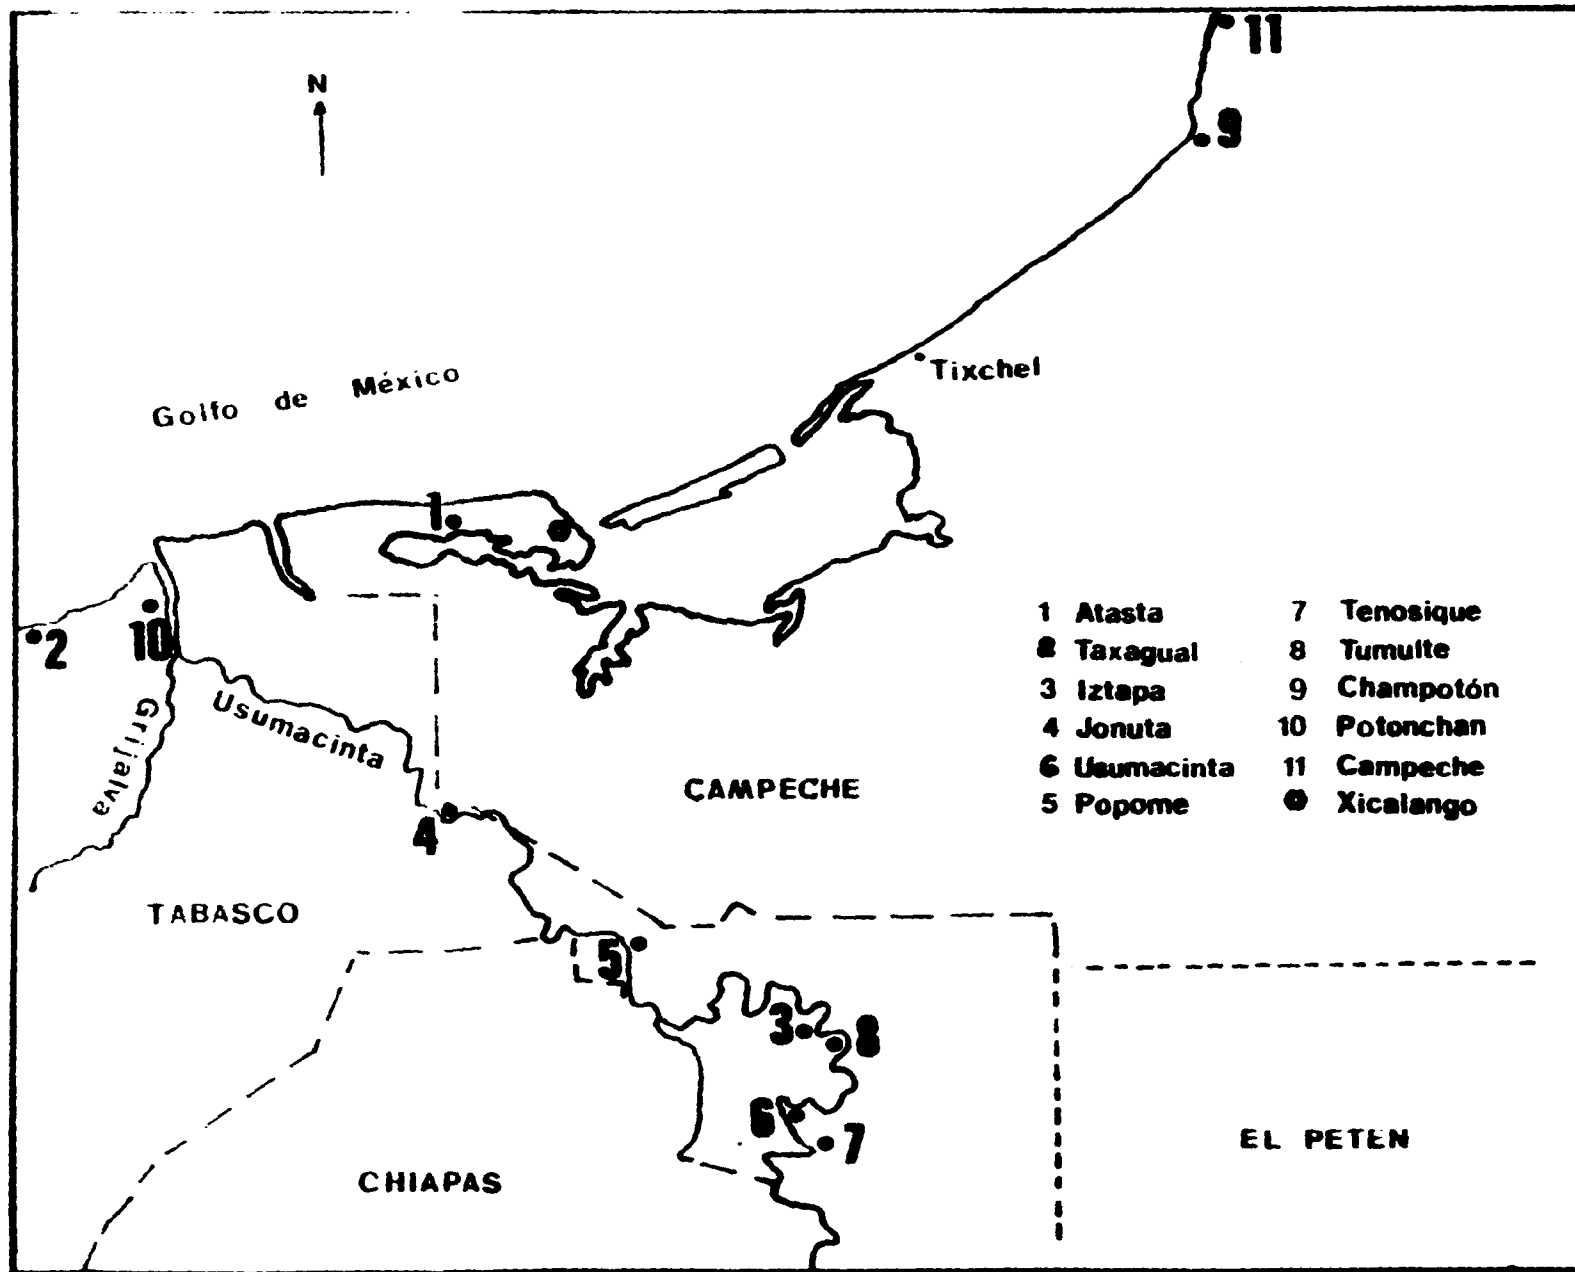 11
N
9
Tixchel
Golfo de México
1
1 Atasta
2 Taxagual
3 Iztapa
4 Jonuta
6 Usumacinta
5 Popome
7 Tenosique
8 Tumulte
9 Champotón
10 Potonchan
11 Campeche
Xicalango
2
10
Usumacinta
Grijalva
CAMPECHE
4
TABASCO
5
3
8
6
7
EL PETEN
CHIAPAS